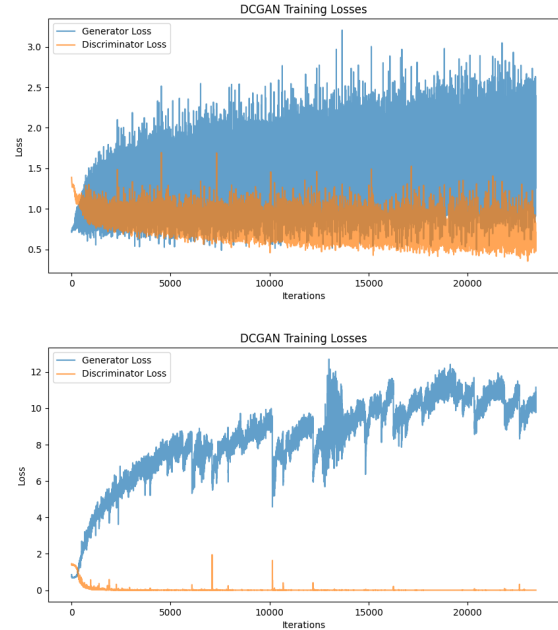 DCGAN Training Losses
Generator Loss
Discriminator Loss
3.0
2.5
2.0
1.5
1.0
0.5
Loss
0 5000 10000 15000 20000
Iterations
DCGAN Training Losses
Generator Loss
Discriminator Loss
12
10
8
6
4
2
0
Loss
0 5000 10000 15000 20000
Iterations